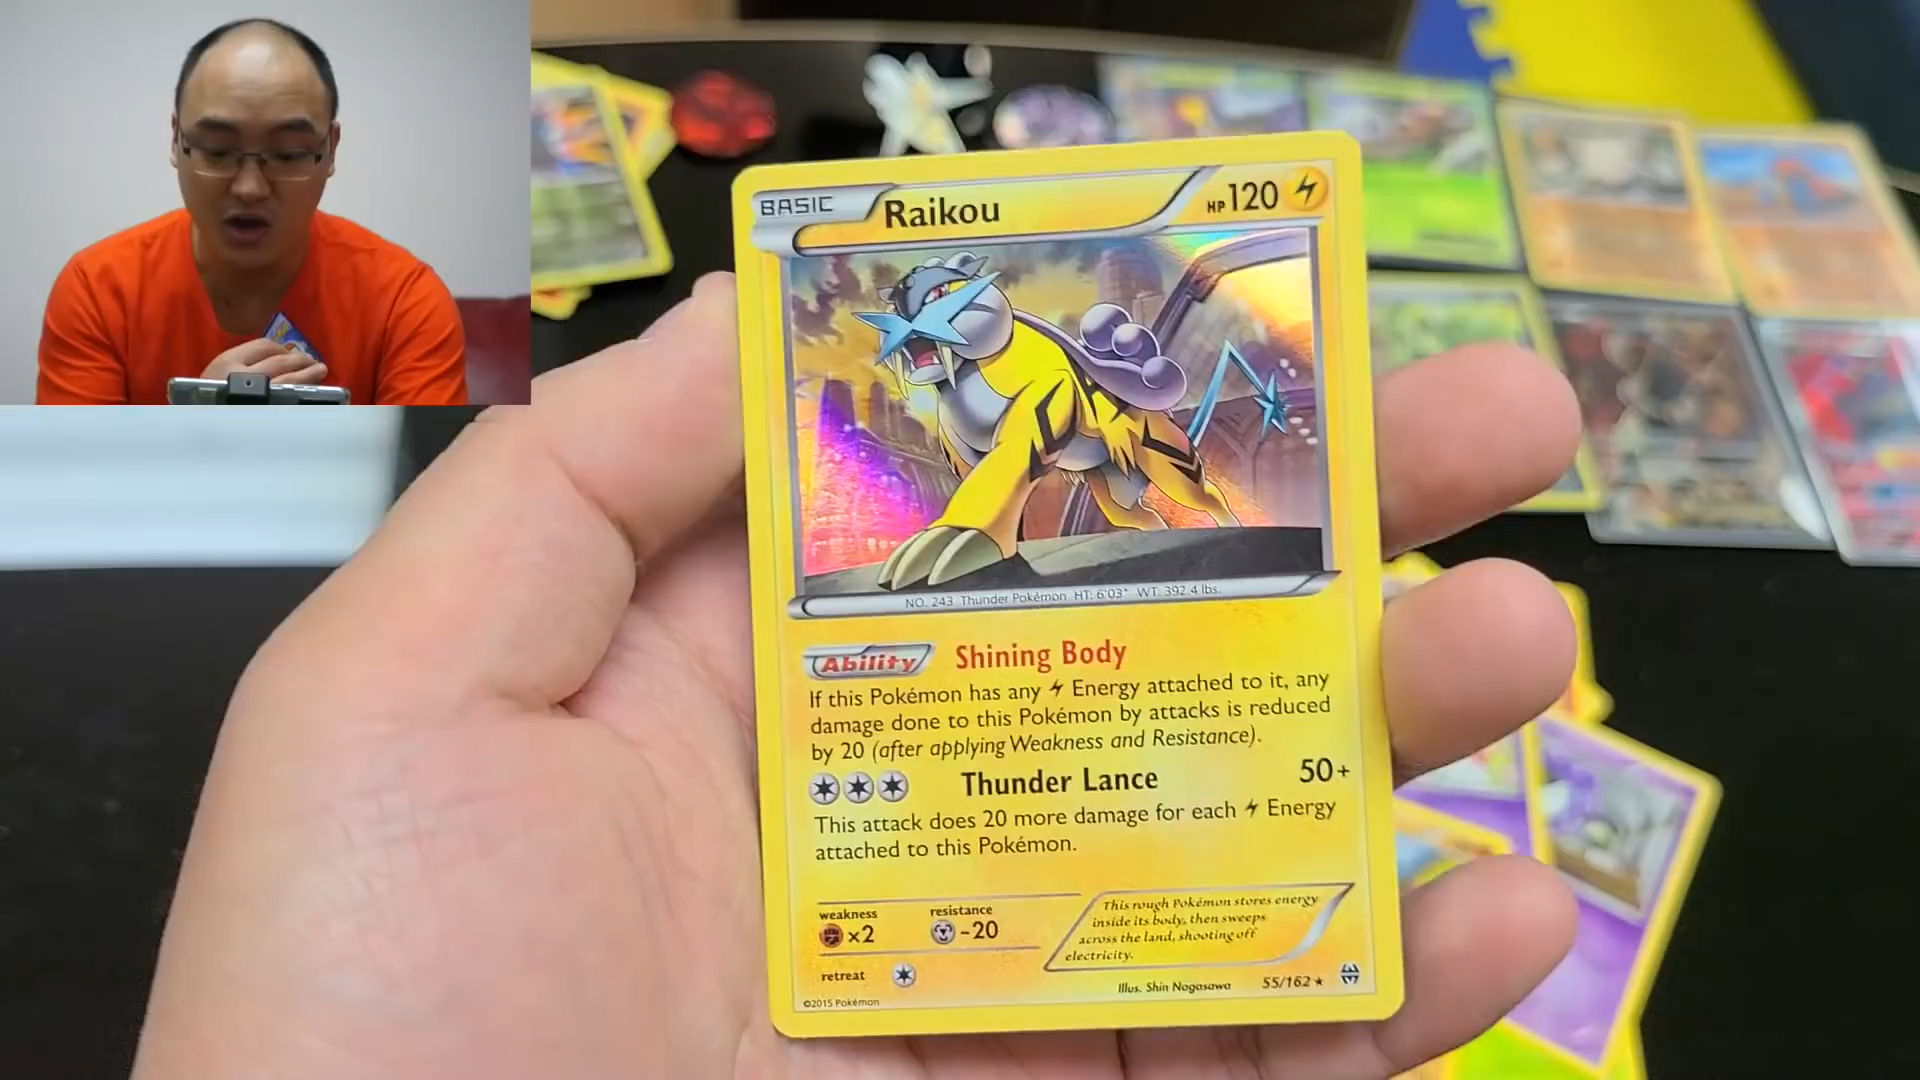 BASIC
Raikou
HP120
NO. 243 Thunder Pokémon HT: 6'03" WT: 392.4 lbs.
Ability Shining Body
If this Pokémon has any Energy attached to it, any
damage done to this Pokémon by attacks is reduced
by 20 (after applying Weakness and Resistance).
Thunder Lance 50+
This attack does 20 more damage for each Energy
attached to this Pokémon.
weakness
×2
resistance
-20
retreat
This rough Pokémon stores energy
inside its body, then sweeps
across the land, shooting off
electricity.
Illus. Shin Nagasawa
55/162
©2015 Pokémon